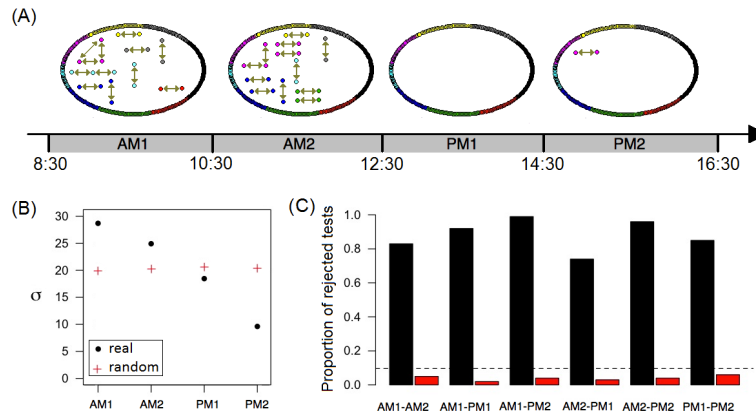 (A)
AM1 AM2 PM1 PM2
8:30 10:30 12:30 14:30 16:30
(B)
30
25
20
15
10
5
0
σ
real
random
AM1 AM2 PM1 PM2
(C)
Proportion of rejected tests
1.0
0.8
0.6
0.4
0.2
0.0
AM1-AM2 AM1-PM1 AM1-PM2 AM2-PM1 AM2-PM2 PM1-PM2